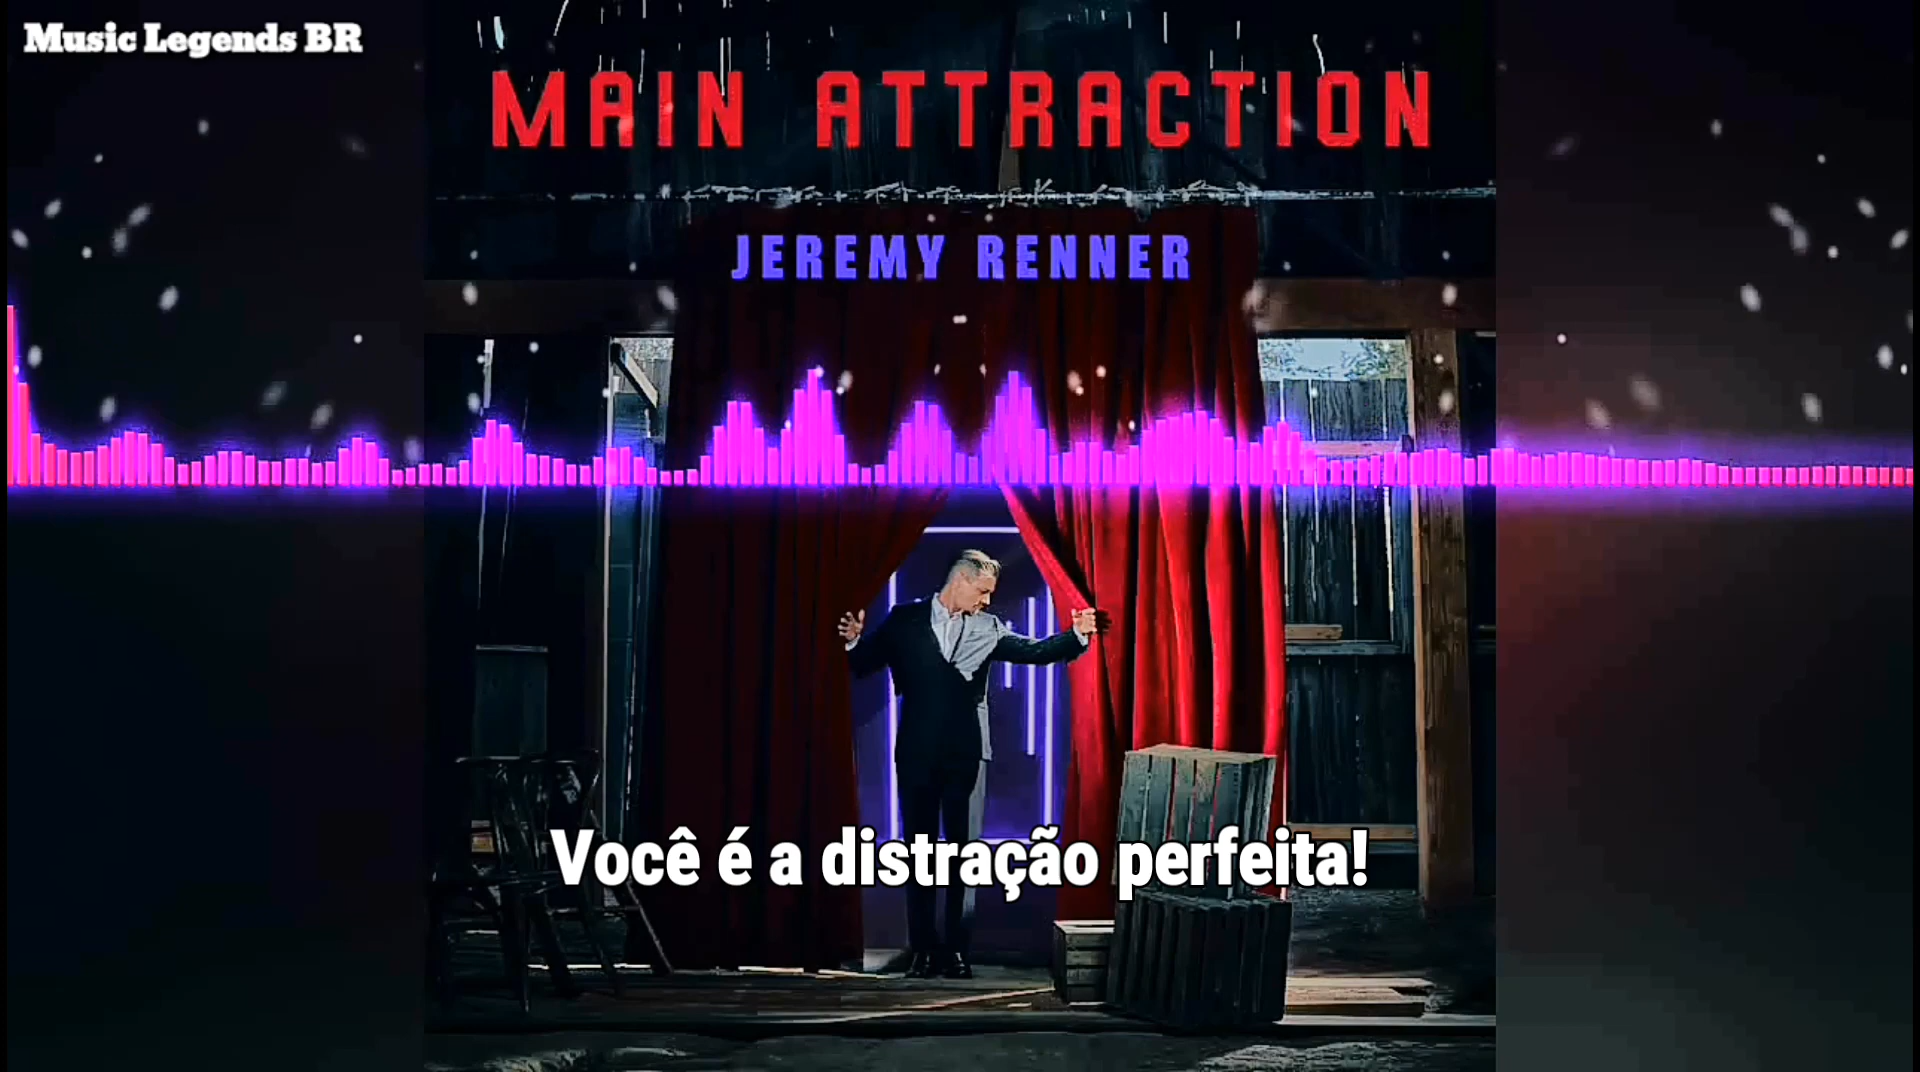 Music Legends BR
MAIN ATTRACTION
JEREMY RENNER
Você é a distração perfeita!